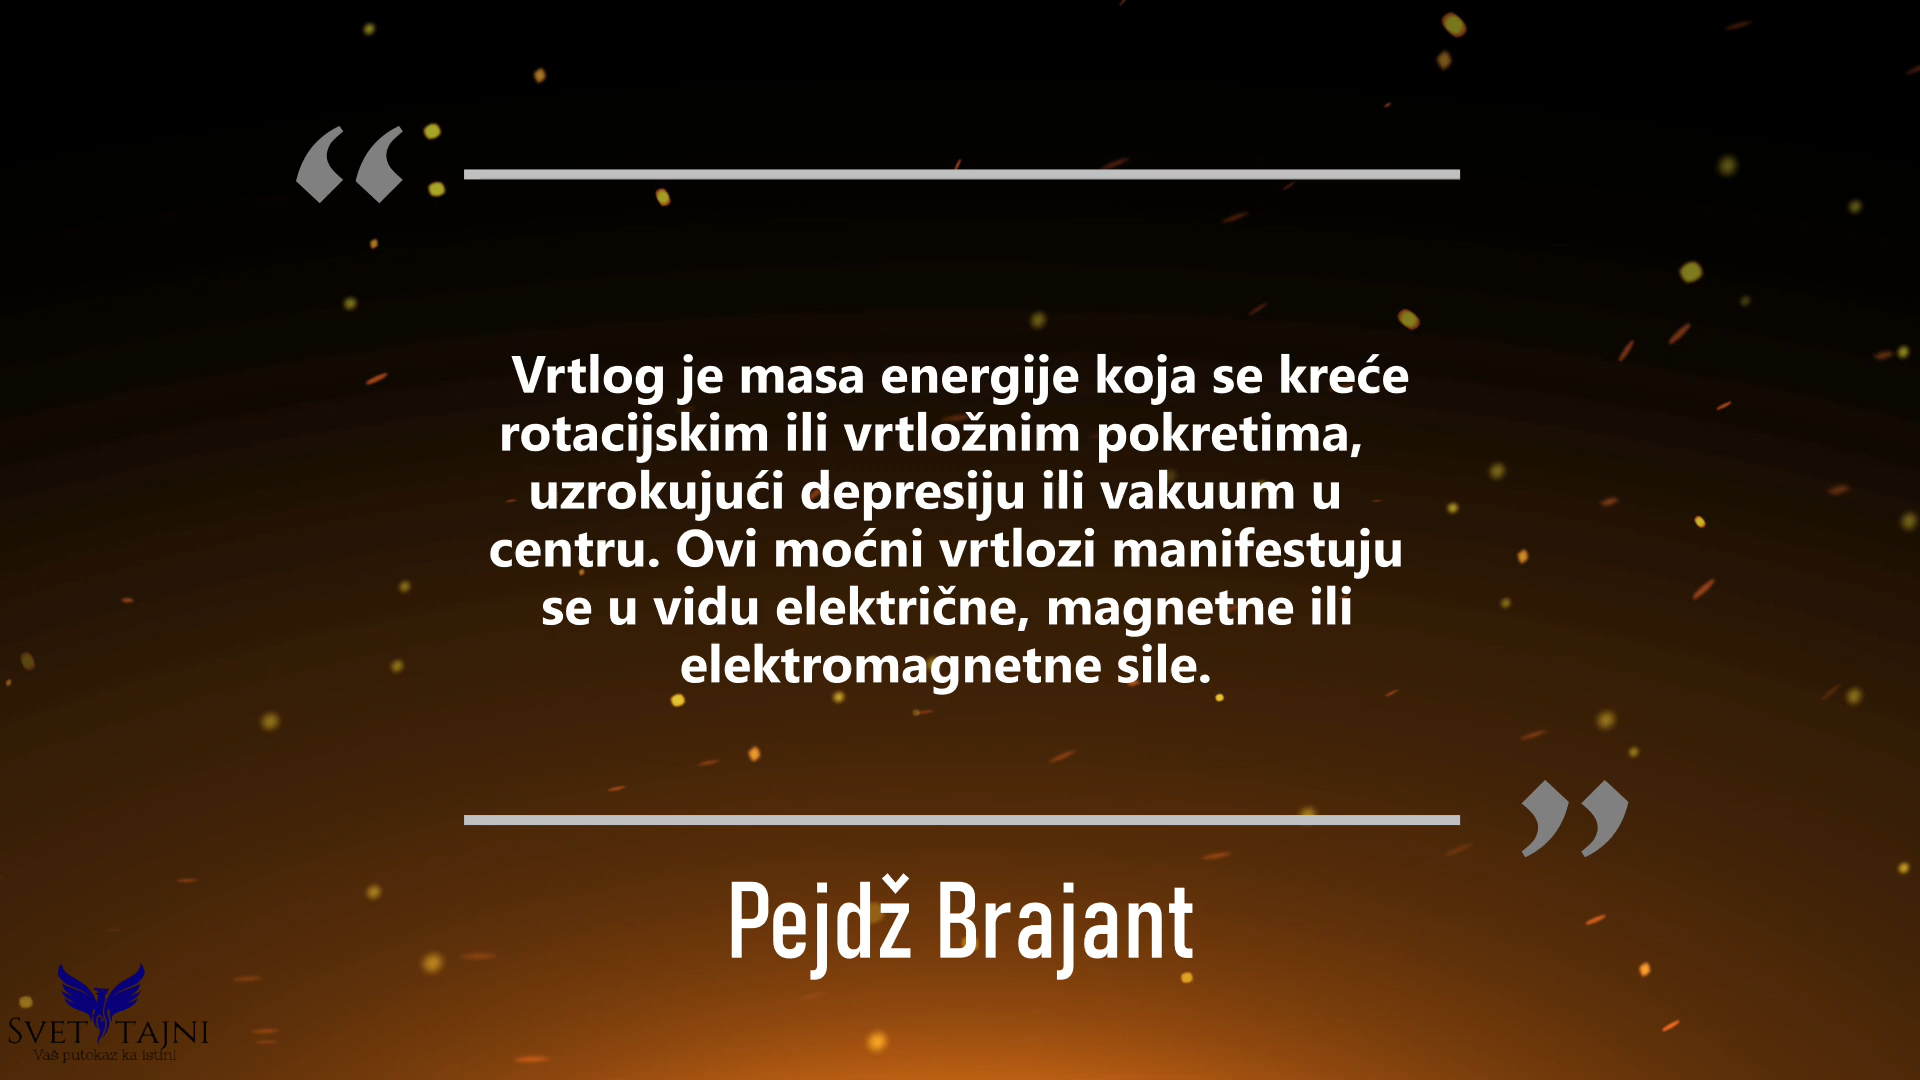 “
Vrtlog je masa energije koja se kreće
rotacijskim ili vrtložnim pokretima,
uzrokujući depresiju ili vakuum u
centru. Ovi moćni vrtlozi manifestuju
se u vidu električne, magnetne ili
elektromagnetne sile.
”
Pejdž Brajant
SVET TAJNI
Vaš putokaz ka istini